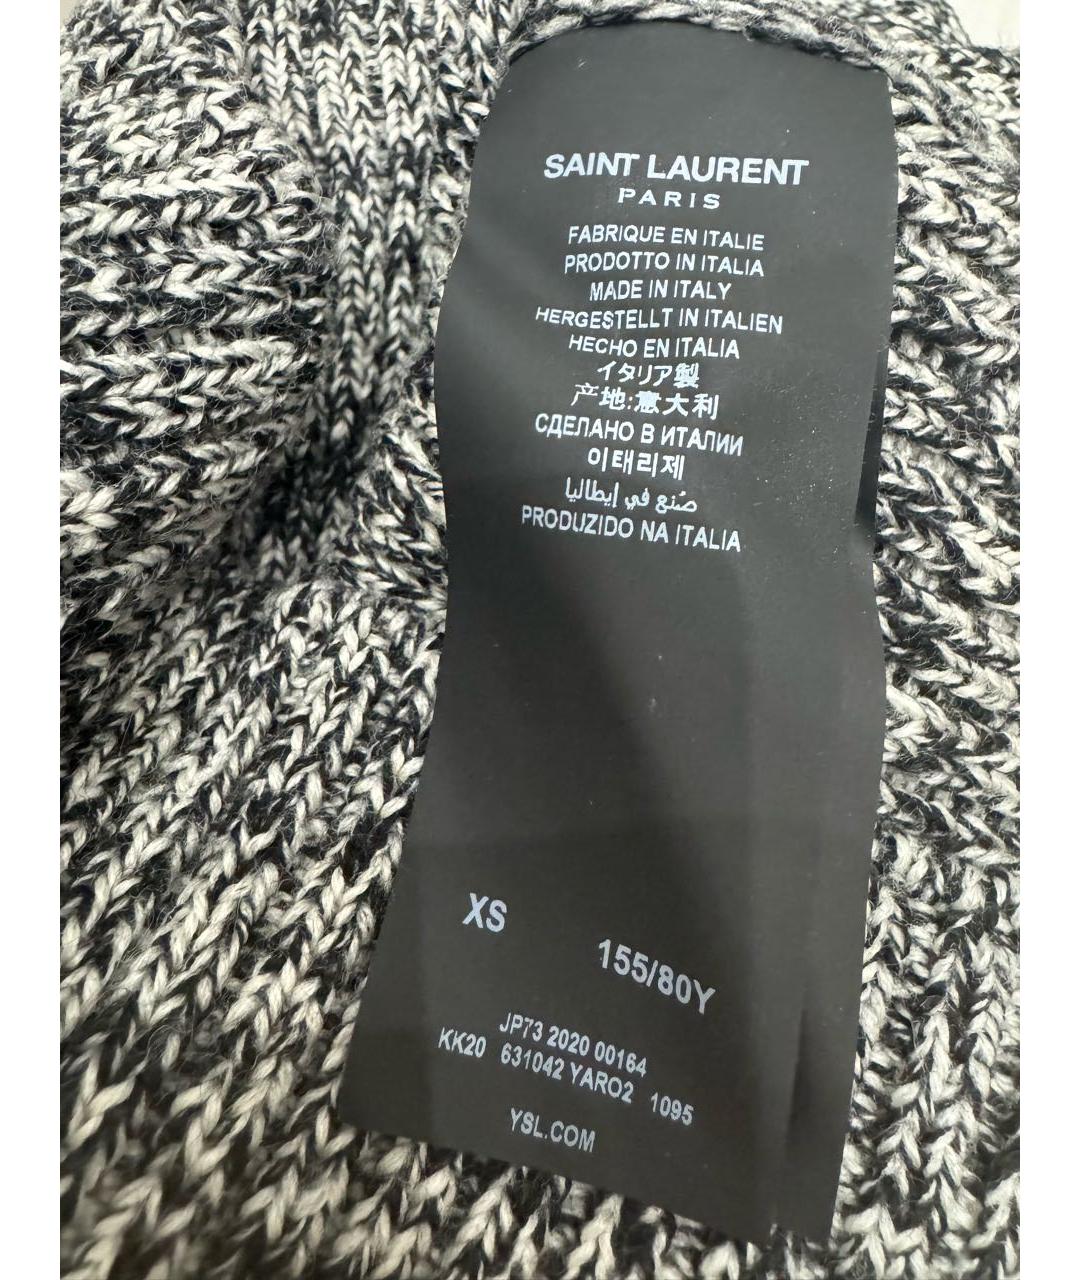 SAINT LAURENT
PARIS
FABRIQUE EN ITALIE
PRODOTTO IN ITALIA
MADE IN ITALY
HERGESTELLT IN ITALIEN
HECHO EN ITALIA
イタリア製
产地:意大利
СДЕЛАНО В ИТАЛИИ
이태리제
صُنع في إيطاليا
PRODUZIDO NA ITALIA
XS 155/80Y
JP73 2020 00164
KK20 631042 YARO2 1095
YSL.COM